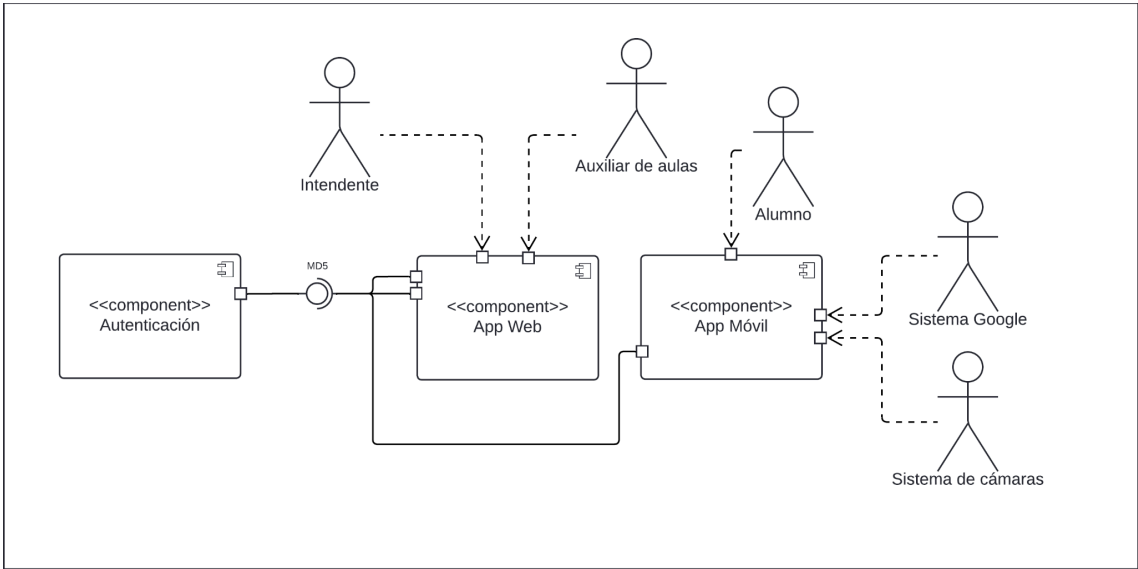 Intendente
Auxiliar de aulas
Alumno
MD5
<<component>>
Autenticación
<<component>>
App Web
<<component>>
App Móvil
Sistema Google
Sistema de cámaras